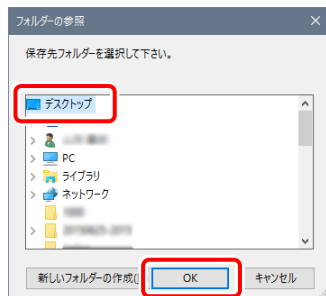 フォルダーの参照
保存先フォルダーを選択して下さい。
デスクトップ
PC
ライブラリ
ネットワーク
新しいフォルダーの作成(
OK
キャンセル